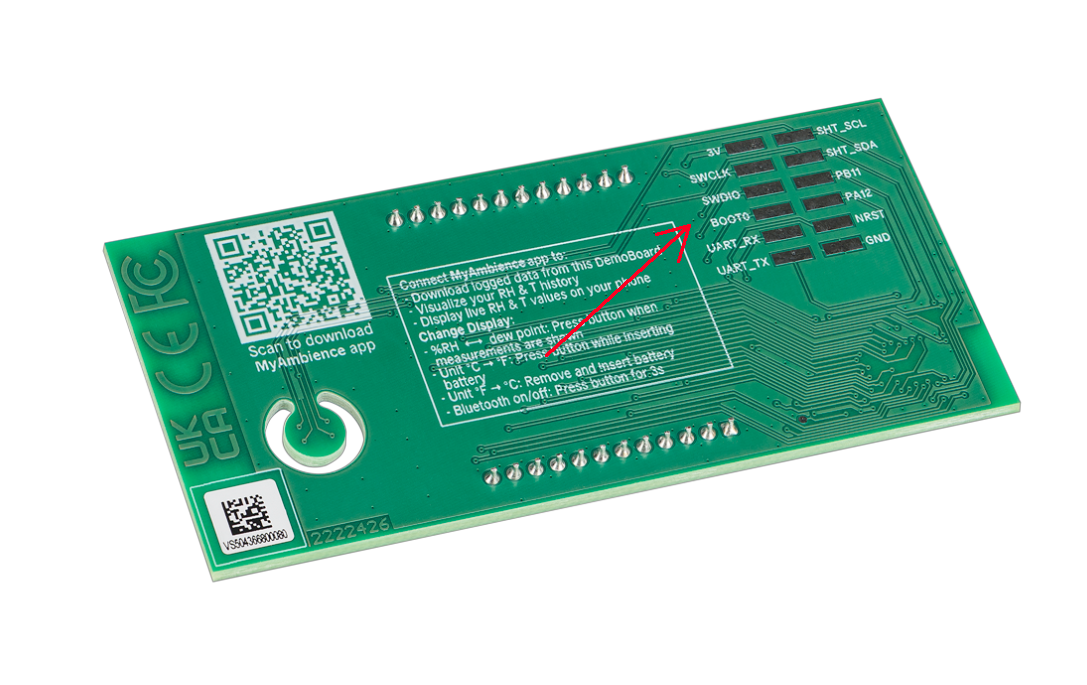 SHT_SCL
3V
SHT_SDA
SWCLK
PB11
SWDIO
PA12
BOOT0
NRST
UART_RX
GND
UART_TX
Connect MyAmbience app to:
- Download logged data from this DemoBoard
- Visualize your RH & T history
- Display live RH & T values on your phone
Change Display:
- %RH ↔ dew point: Press button when
measurements are shown
- Unit °C → °F: Press button while inserting
battery
- Unit °F → °C: Remove and Insert battery
- Bluetooth on/off: Press button for 3s
Scan to download
MyAmbience app
FC
CE
UK
CA
VS504366800080
2222426